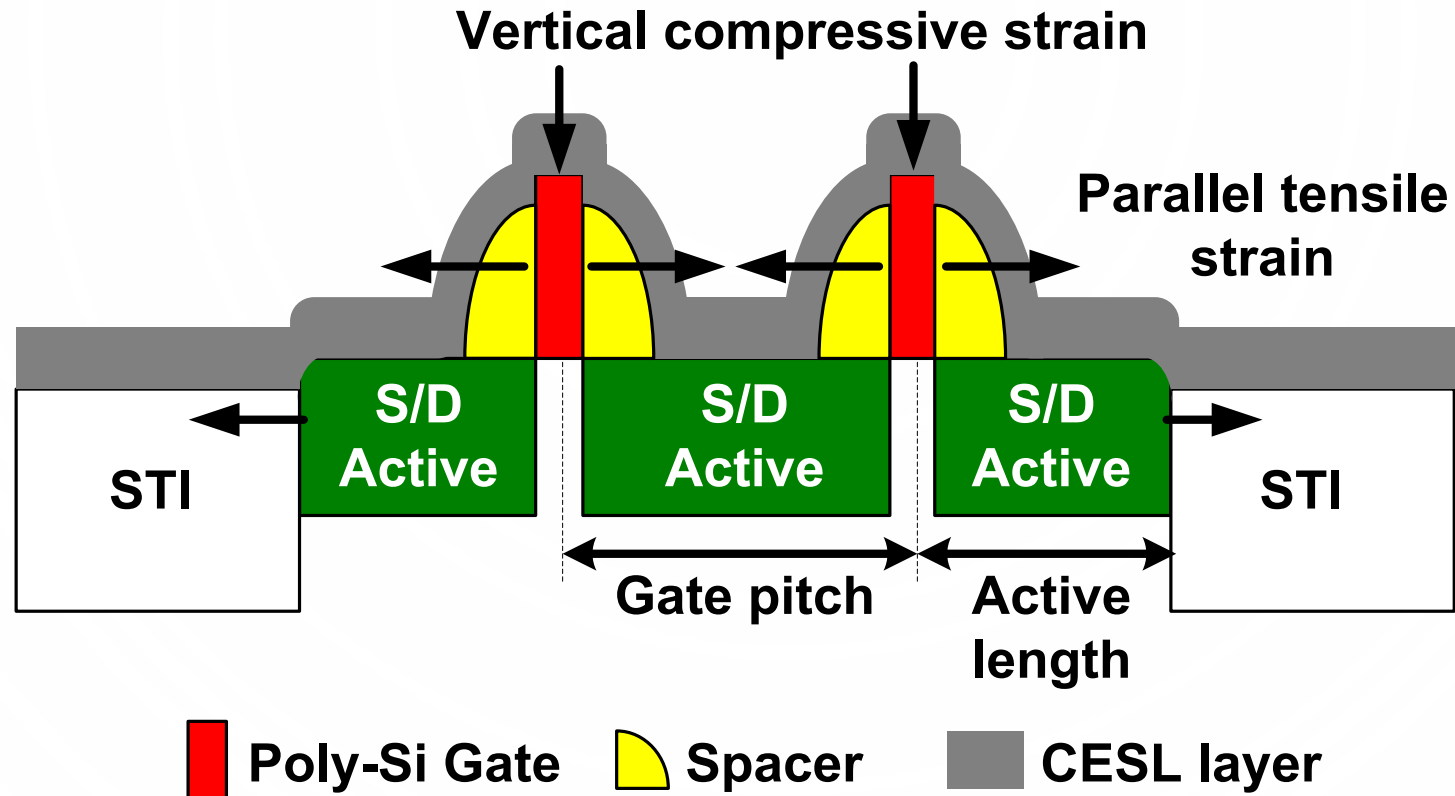 Vertical compressive strain
Parallel tensile
strain
S/D
Active
S/D
Active
S/D
Active
STI
STI
Gate pitch
Active
length
Poly-Si Gate
Spacer
CESL layer